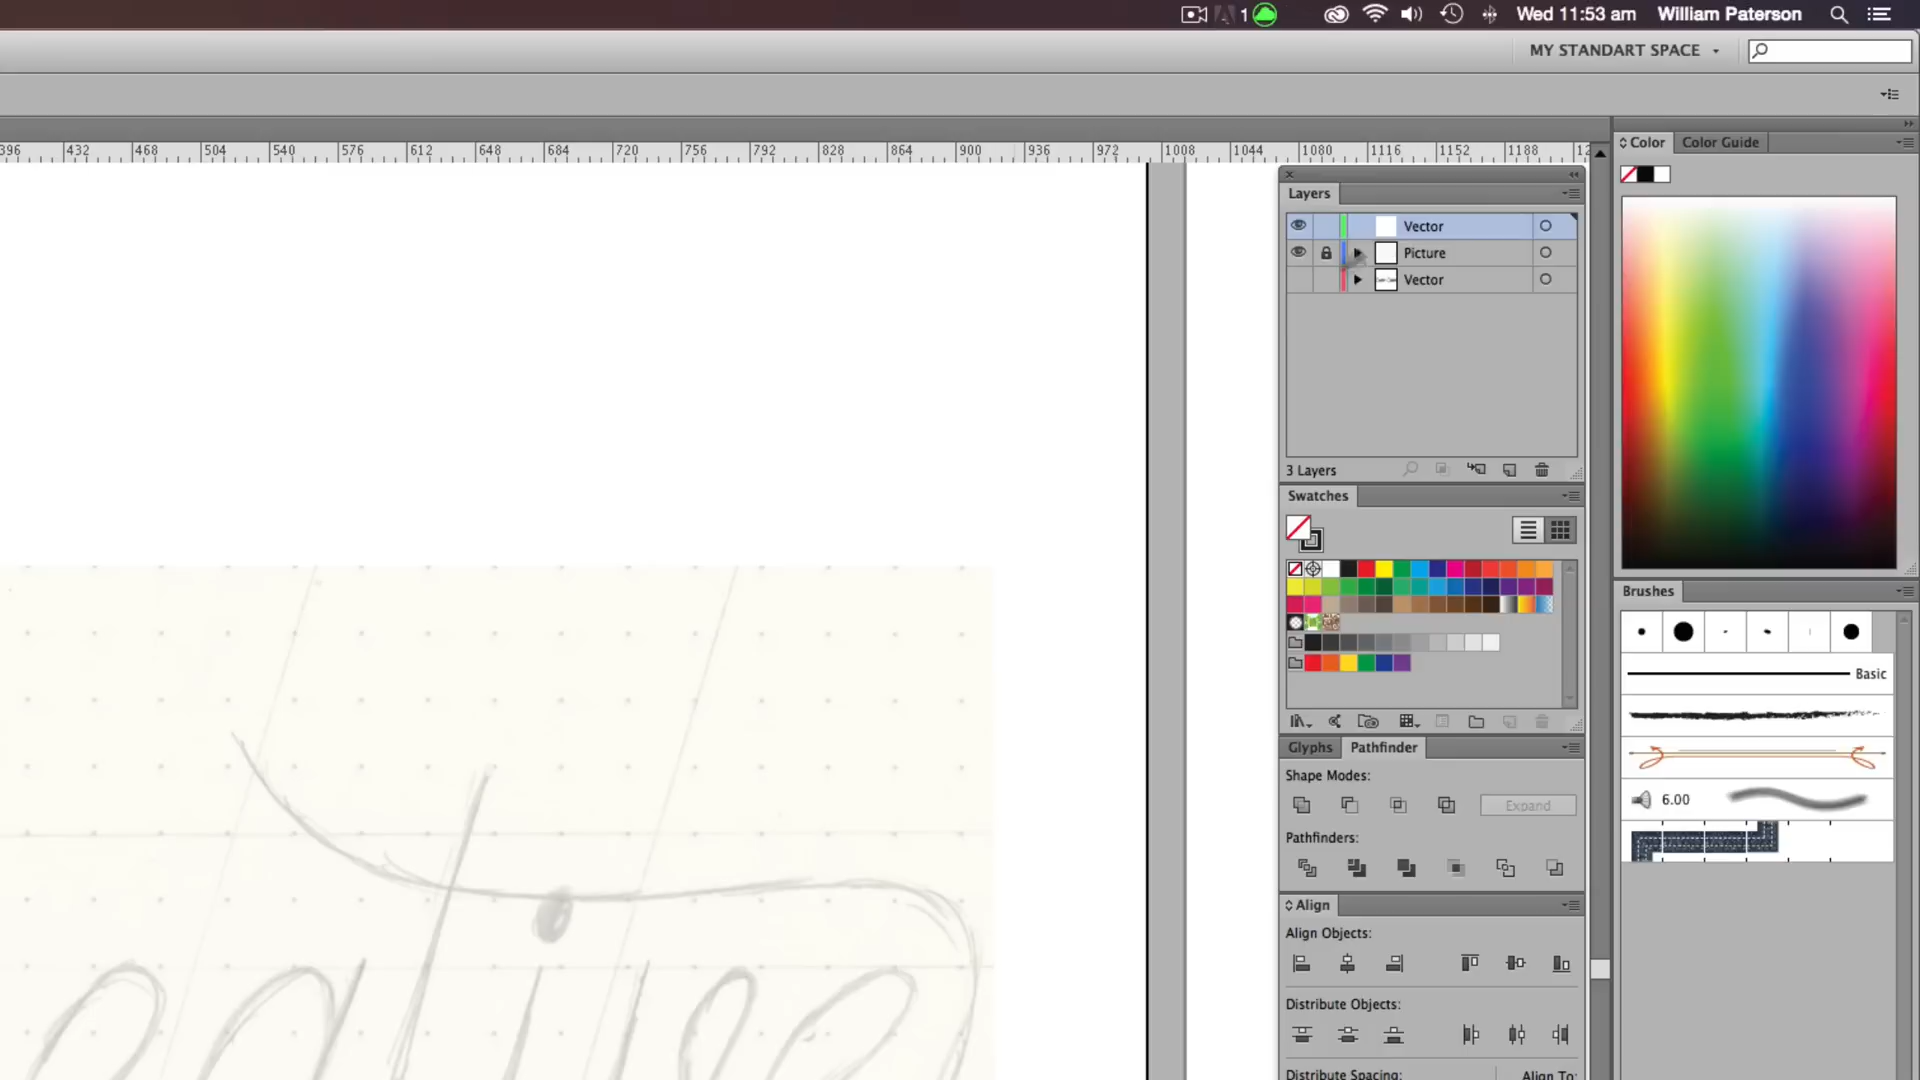 1 Wed 11:53 am William Paterson
MY STANDART SPACE
396 432 468 504 540 576 612 648 684 720 756 792 828 864 900 936 972 1008 1044 1080 1116 1152 1188
Color Color Guide
Layers
Vector
Picture
Vector
3 Layers
Swatches
Brushes
Basic
6.00
Glyphs Pathfinder
Shape Modes:
Expand
Pathfinders:
Align
Align Objects:
Distribute Objects:
Distribute Spacing:
Align To: